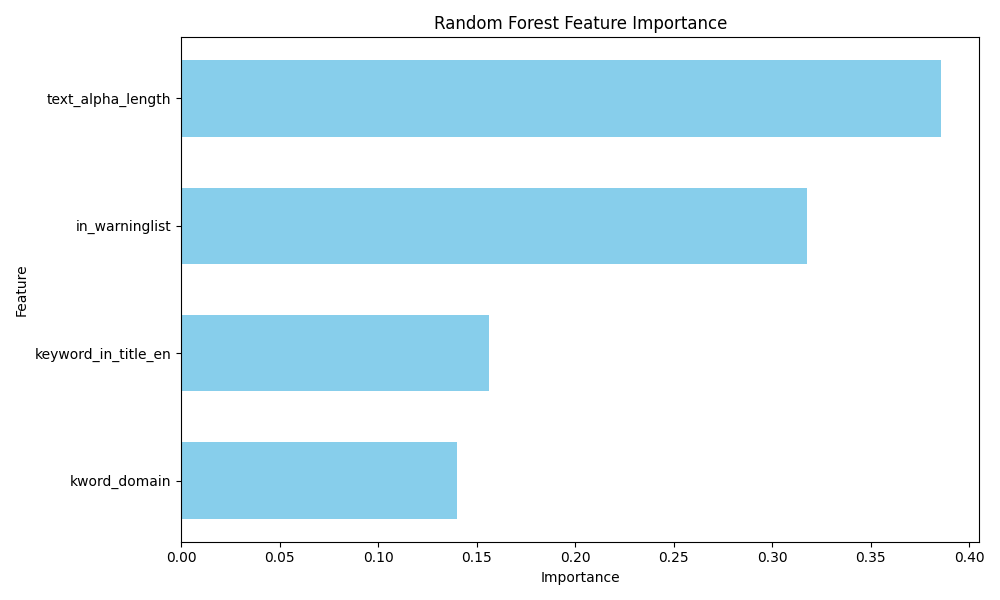 Random Forest Feature Importance
text_alpha_length
in_warninglist
keyword_in_title_en
kword_domain
Feature
0.00 0.05 0.10 0.15 0.20 0.25 0.30 0.35 0.40
Importance